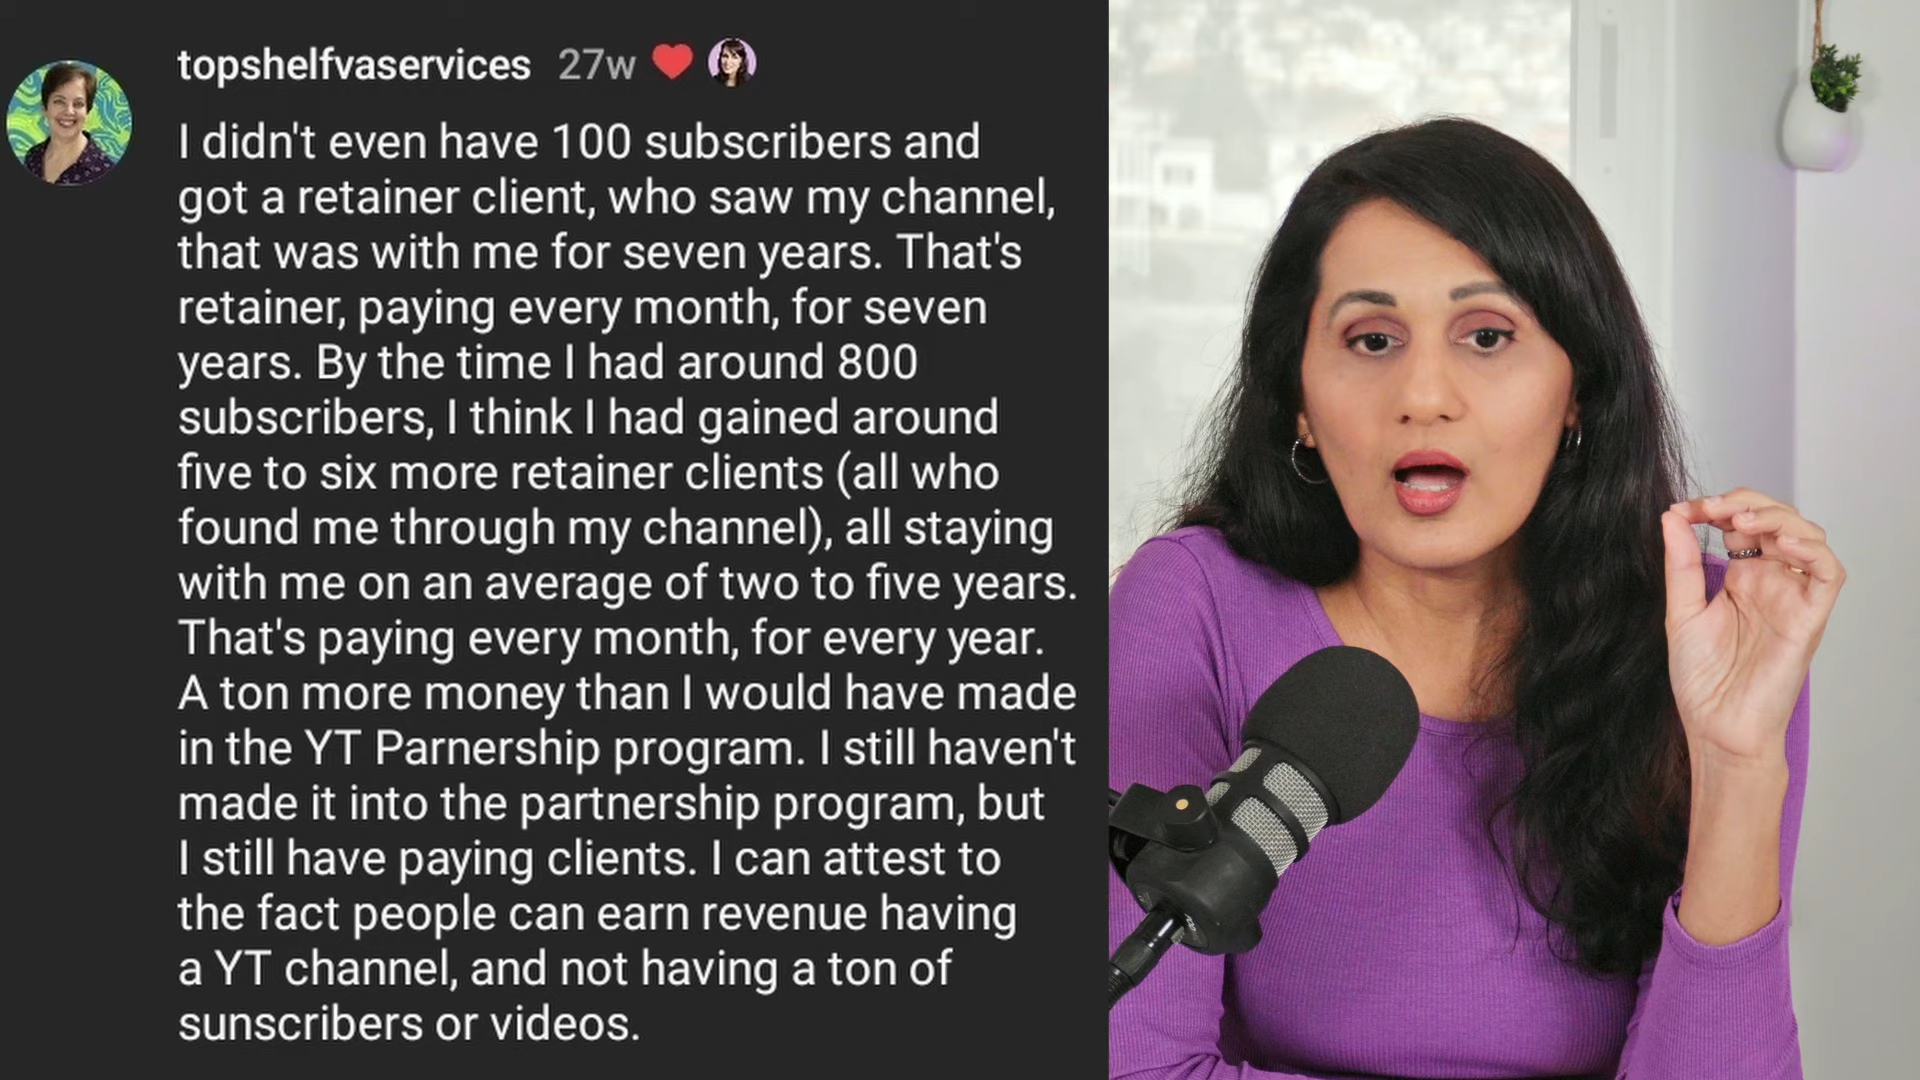 topshelfvaservices 27w
I didn't even have 100 subscribers and
got a retainer client, who saw my channel,
that was with me for seven years. That's
retainer, paying every month, for seven
years. By the time I had around 800
subscribers, I think I had gained around
five to six more retainer clients (all who
found me through my channel), all staying
with me on an average of two to five years.
That's paying every month, for every year.
A ton more money than I would have made
in the YT Parnership program. I still haven't
made it into the partnership program, but
I still have paying clients. I can attest to
the fact people can earn revenue having
a YT channel, and not having a ton of
sunscribers or videos.